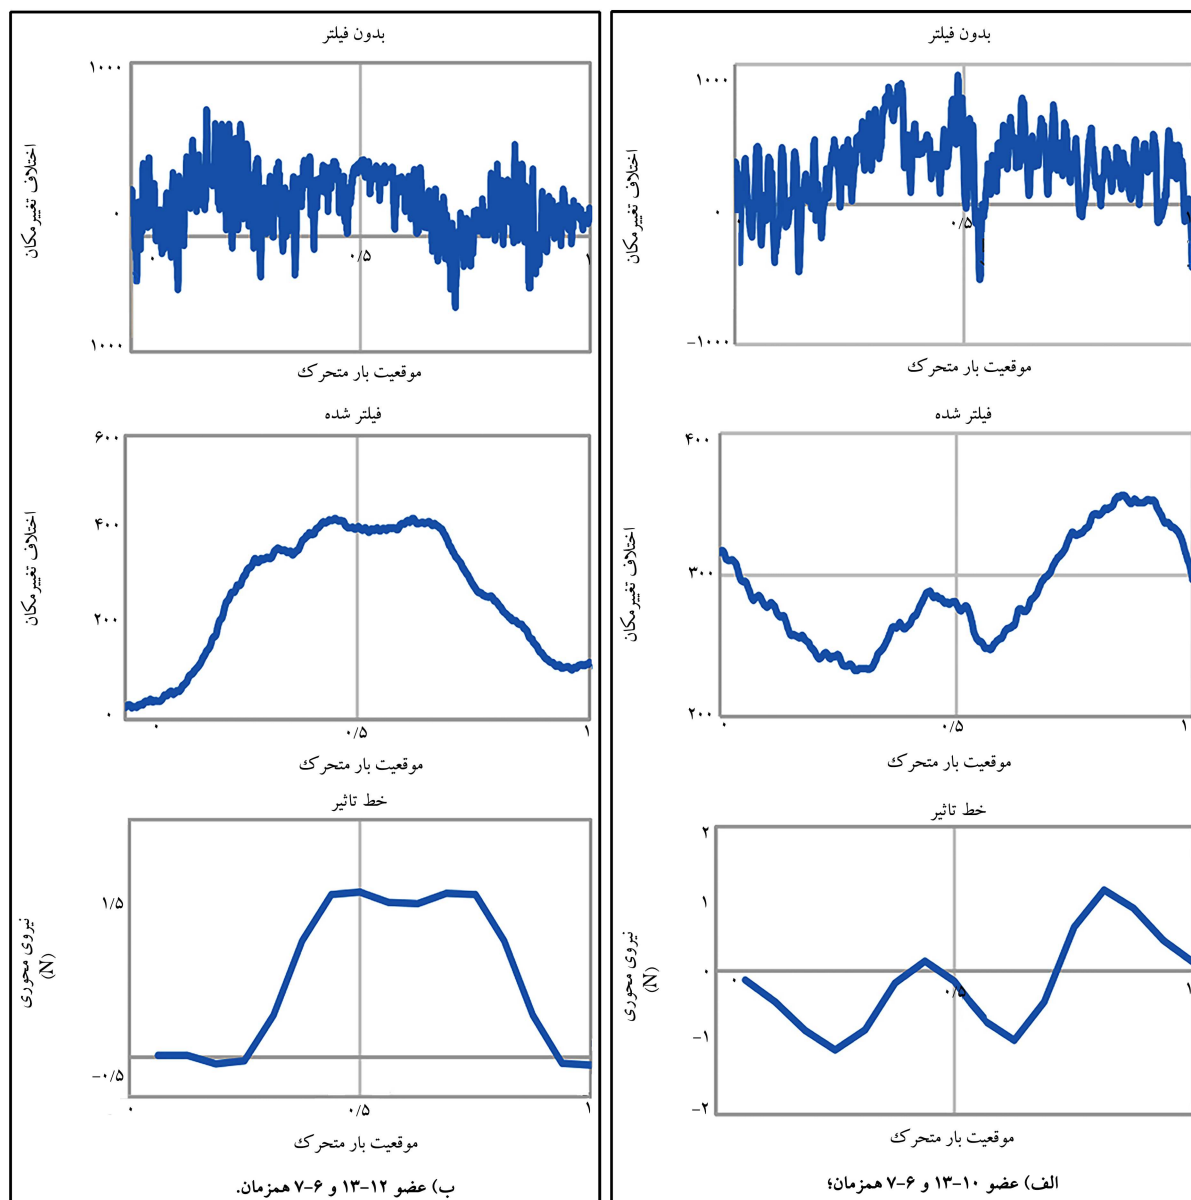 بدون فیلتر
۱۰۰۰
۰
-۱۰۰۰
۰/۵
۱
اختلاف تغییرمکان
موقعیت بار متحرک
فیلتر شده
۴۰۰
۳۰۰
۲۰۰
۰
۰/۵
۱
اختلاف تغییرمکان
موقعیت بار متحرک
خط تاثیر
۲
۱
۰
-۱
-۲
۰
۰/۵
۱
نیروی محوری
(N)
موقعیت بار متحرک
الف) عضو ۱۰-۱۳ و ۶-۷ همزمان؛
بدون فیلتر
۱۰۰۰
۰
۱۰۰۰
۰
۰/۵
۱
اختلاف تغییرمکان
موقعیت بار متحرک
فیلتر شده
۶۰۰
۴۰۰
۲۰۰
۰
۰
۰/۵
۱
اختلاف تغییرمکان
موقعیت بار متحرک
خط تاثیر
۱/۵
-۰/۵
۰
۰/۵
۱
نیروی محوری
(N)
موقعیت بار متحرک
ب) عضو ۱۲-۱۳ و ۶-۷ همزمان.